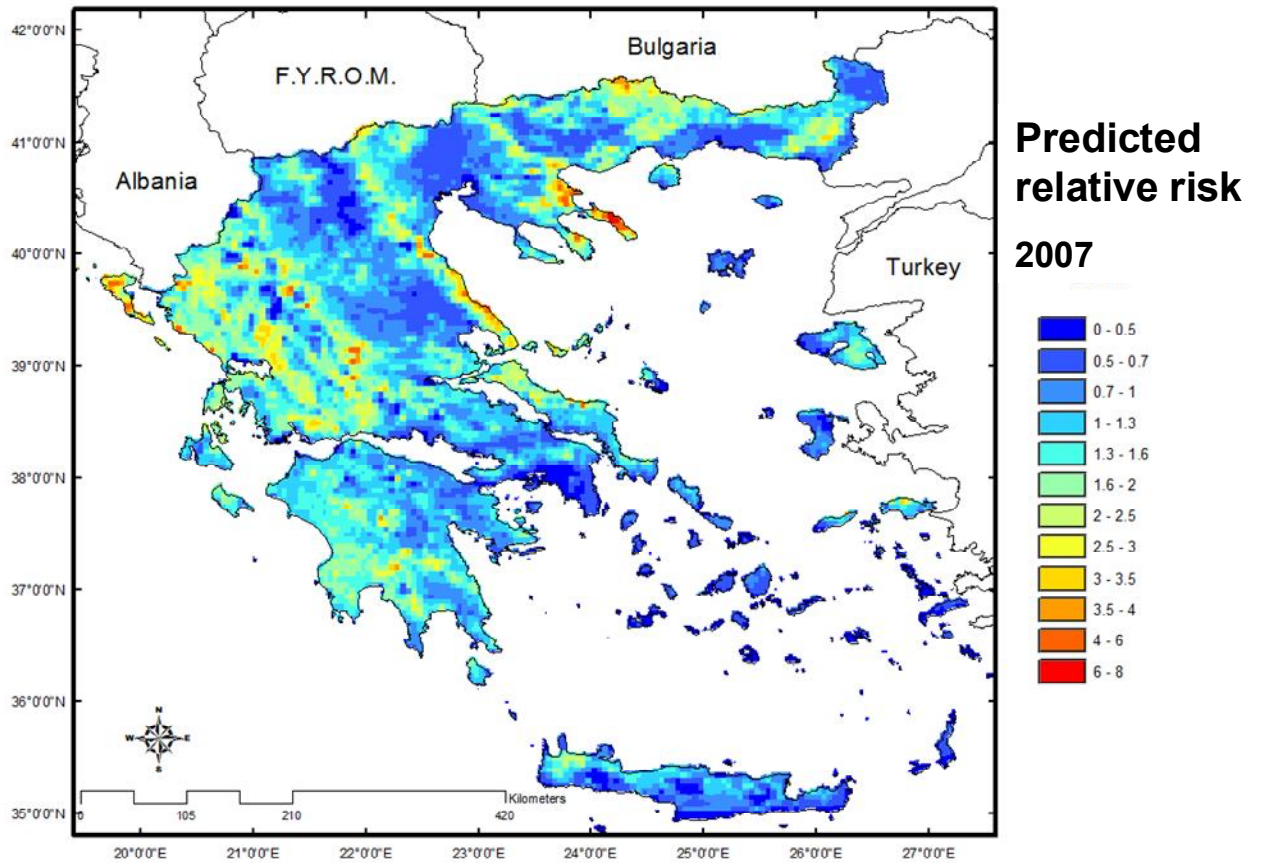 42°0'0"N
41°0'0"N
40°0'0"N
39°0'0"N
38°0'0"N
37°0'0"N
36°0'0"N
35°0'0"N
Bulgaria
F.Y.R.O.M.
Albania
Turkey
N
W E
S
Kilometers
0 105 210 420
20°0'0"E 21°0'0"E 22°0'0"E 23°0'0"E 24°0'0"E 25°0'0"E 26°0'0"E 27°0'0"E
Predicted
relative risk
2007
0 - 0.5
0.5 - 0.7
0.7 - 1
1 - 1.3
1.3 - 1.6
1.6 - 2
2 - 2.5
2.5 - 3
3 - 3.5
3.5 - 4
4 - 6
6 - 8